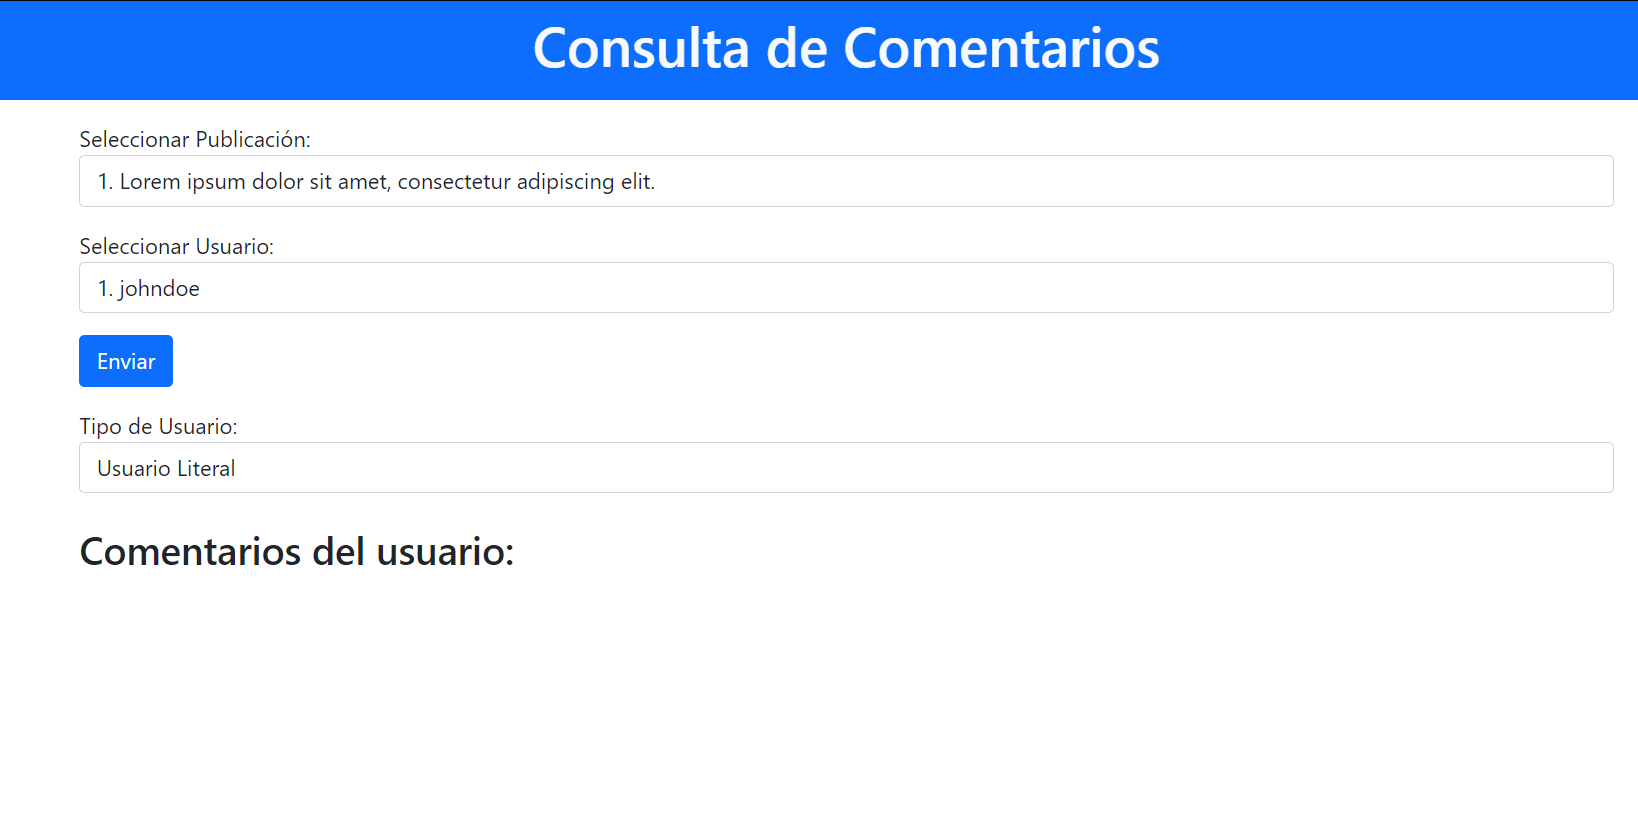 Consulta de Comentarios
Seleccionar Publicación:
1. Lorem ipsum dolor sit amet, consectetur adipiscing elit.
Seleccionar Usuario:
1. johndoe
Enviar
Tipo de Usuario:
Usuario Literal
Comentarios del usuario: